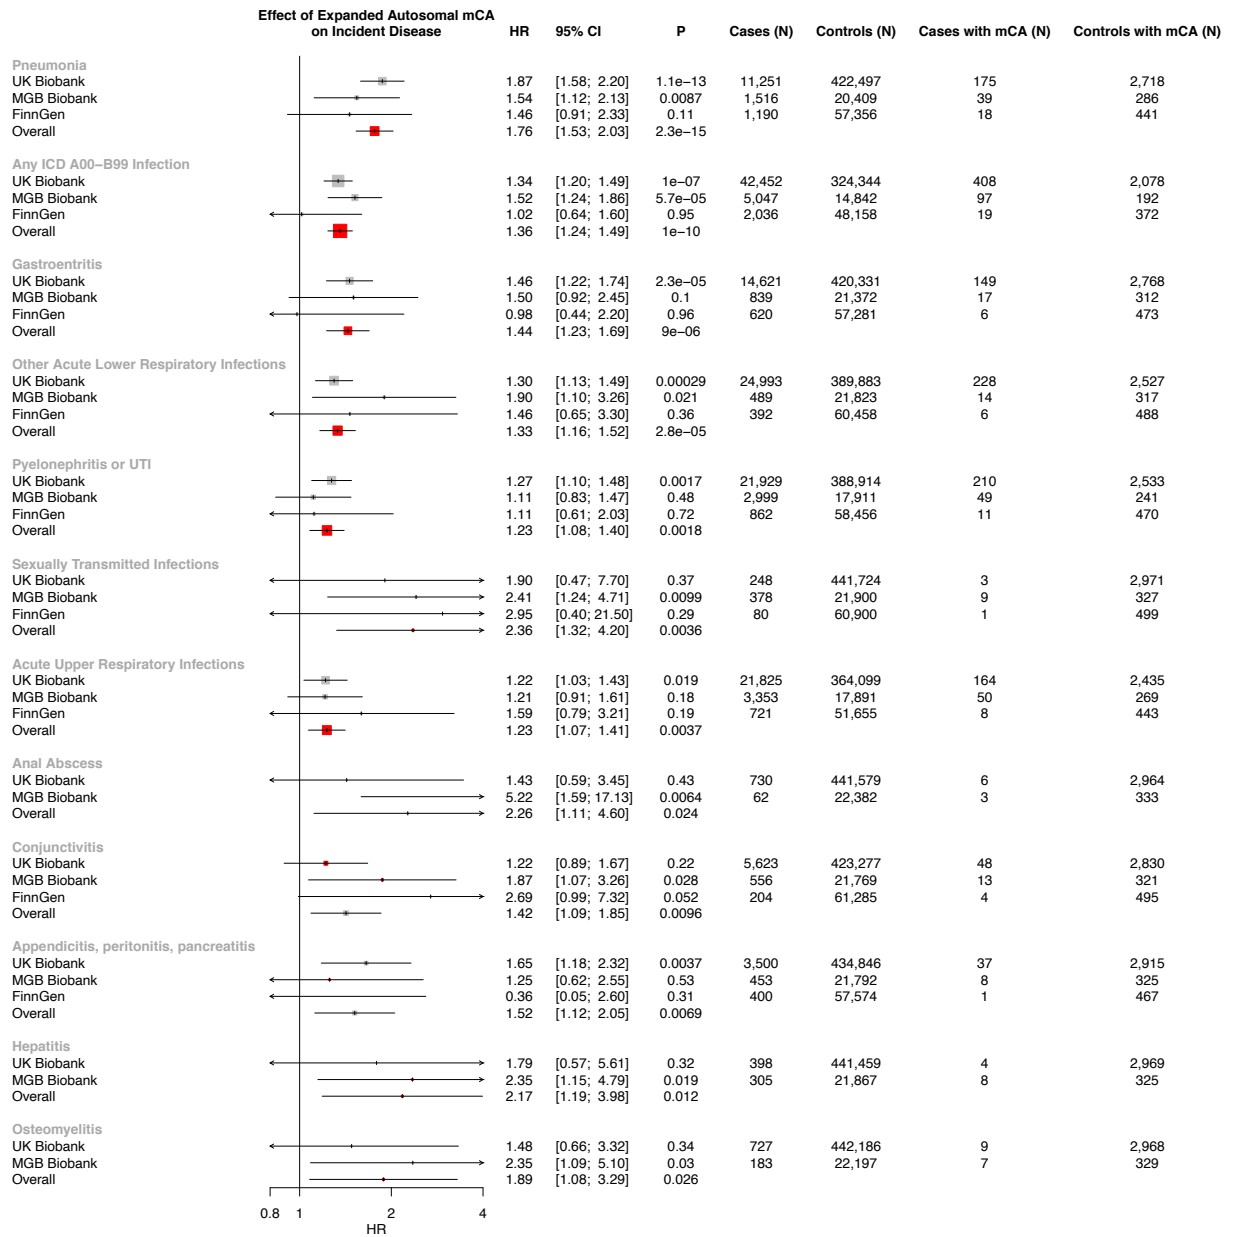 Effect of Expanded Autosomal mCA
on Incident Disease HR 95% CI P Cases (N) Controls (N) Cases with mCA (N) Controls with mCA (N)
Pneumonia
UK Biobank 1.87 [1.58; 2.20] 1.1e−13 11,251 422,497 175 2,718
MGB Biobank 1.54 [1.12; 2.13] 0.0087 1,516 20,409 39 286
FinnGen 1.46 [0.91; 2.33] 0.11 1,190 57,356 18 441
Overall 1.76 [1.53; 2.03] 2.3e−15
Any ICD A00−B99 Infection
UK Biobank 1.34 [1.20; 1.49] 1e−07 42,452 324,344 408 2,078
MGB Biobank 1.52 [1.24; 1.86] 5.7e−05 5,047 14,842 97 192
FinnGen 1.02 [0.64; 1.60] 0.95 2,036 48,158 19 372
Overall 1.36 [1.24; 1.49] 1e−10
Gastroentritis
UK Biobank 1.46 [1.22; 1.74] 2.3e−05 14,621 420,331 149 2,768
MGB Biobank 1.50 [0.92; 2.45] 0.1 839 21,372 17 312
FinnGen 0.98 [0.44; 2.20] 0.96 620 57,281 6 473
Overall 1.44 [1.23; 1.69] 9e−06
Other Acute Lower Respiratory Infections
UK Biobank 1.30 [1.13; 1.49] 0.00029 24,993 389,883 228 2,527
MGB Biobank 1.90 [1.10; 3.26] 0.021 489 21,823 14 317
FinnGen 1.46 [0.65; 3.30] 0.36 392 60,458 6 488
Overall 1.33 [1.16; 1.52] 2.8e−05
Pyelonephritis or UTI
UK Biobank 1.27 [1.10; 1.48] 0.0017 21,929 388,914 210 2,533
MGB Biobank 1.11 [0.83; 1.47] 0.48 2,999 17,911 49 241
FinnGen 1.11 [0.61; 2.03] 0.72 862 58,456 11 470
Overall 1.23 [1.08; 1.40] 0.0018
Sexually Transmitted Infections
UK Biobank 1.90 [0.47; 7.70] 0.37 248 441,724 3 2,971
MGB Biobank 2.41 [1.24; 4.71] 0.0099 378 21,900 9 327
FinnGen 2.95 [0.40; 21.50] 0.29 80 60,900 1 499
Overall 2.36 [1.32; 4.20] 0.0036
Acute Upper Respiratory Infections
UK Biobank 1.22 [1.03; 1.43] 0.019 21,825 364,099 164 2,435
MGB Biobank 1.21 [0.91; 1.61] 0.18 3,353 17,891 50 269
FinnGen 1.59 [0.79; 3.21] 0.19 721 51,655 8 443
Overall 1.23 [1.07; 1.41] 0.0037
Anal Abscess
UK Biobank 1.43 [0.59; 3.45] 0.43 730 441,579 6 2,964
MGB Biobank 5.22 [1.59; 17.13] 0.0064 62 22,382 3 333
Overall 2.26 [1.11; 4.60] 0.024
Conjunctivitis
UK Biobank 1.22 [0.89; 1.67] 0.22 5,623 423,277 48 2,830
MGB Biobank 1.87 [1.07; 3.26] 0.028 556 21,769 13 321
FinnGen 2.69 [0.99; 7.32] 0.052 204 61,285 4 495
Overall 1.42 [1.09; 1.85] 0.0096
Appendicitis, peritonitis, pancreatitis
UK Biobank 1.65 [1.18; 2.32] 0.0037 3,500 434,846 37 2,915
MGB Biobank 1.25 [0.62; 2.55] 0.53 453 21,792 8 325
FinnGen 0.36 [0.05; 2.60] 0.31 400 57,574 1 467
Overall 1.52 [1.12; 2.05] 0.0069
Hepatitis
UK Biobank 1.79 [0.57; 5.61] 0.32 398 441,459 4 2,969
MGB Biobank 2.35 [1.15; 4.79] 0.019 305 21,867 8 325
Overall 2.17 [1.19; 3.98] 0.012
Osteomyelitis
UK Biobank 1.48 [0.66; 3.32] 0.34 727 442,186 9 2,968
MGB Biobank 2.35 [1.09; 5.10] 0.03 183 22,197 7 329
Overall 1.89 [1.08; 3.29] 0.026
0.8 1 2 4
HR